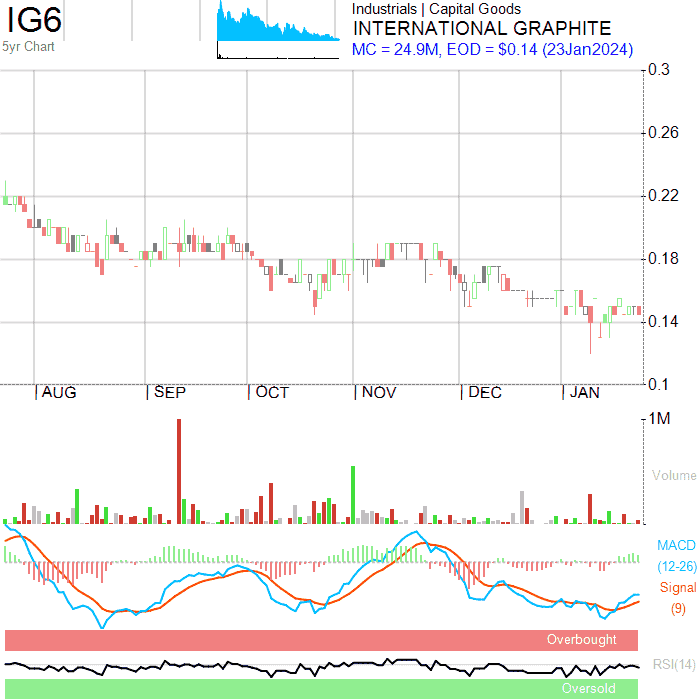 IG6
5yr Chart
Industrials | Capital Goods
INTERNATIONAL GRAPHITE
MC = 24.9M, EOD = $0.14 (23Jan2024)
0.3
0.26
0.22
0.18
0.14
0.1
AUG SEP OCT NOV DEC JAN
1M
Volume
MACD
(12-26)
Signal
(9)
Overbought
RSI(14)
Oversold